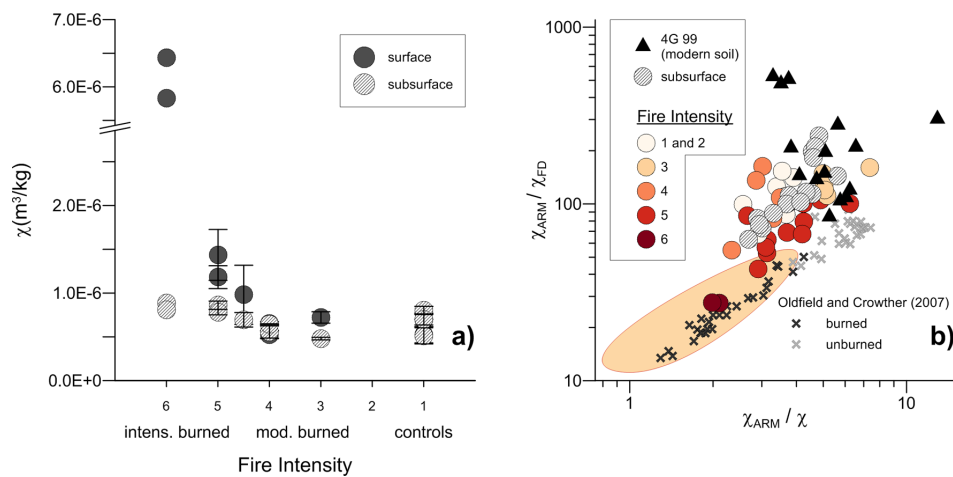 7.0E-6
6.0E-6
2.0E-6
1.0E-6
0.0E+0
χ(m³/kg)
surface
subsurface
a)
6 5 4 3 2 1
intens. burned mod. burned controls
Fire Intensity
1000
100
10
χARM / χFD
4G 99
(modern soil)
subsurface
Fire Intensity
1 and 2
3
4
5
6
Oldfield and Crowther (2007)
burned
unburned
b)
1 10
χARM / χ